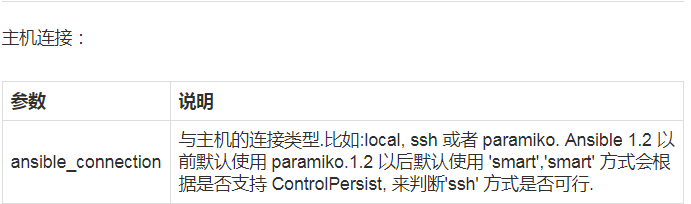 主机连接：
参数 说明
ansible_connection 与主机的连接类型.比如:local, ssh 或者 paramiko. Ansible 1.2 以
前默认使用 paramiko.1.2 以后默认使用 'smart','smart' 方式会根
据是否支持 ControlPersist, 来判断'ssh' 方式是否可行.